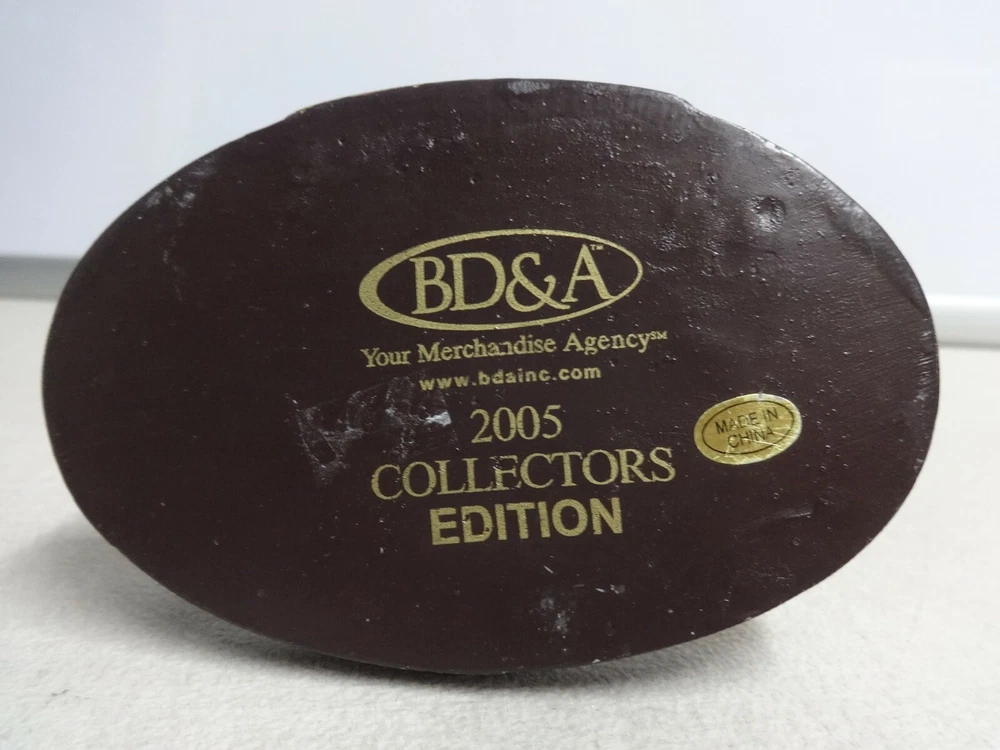 BD&A™
Your Merchandise Agency℠
www.bdainc.com
2005
COLLECTORS
EDITION
MADE IN
CHINA